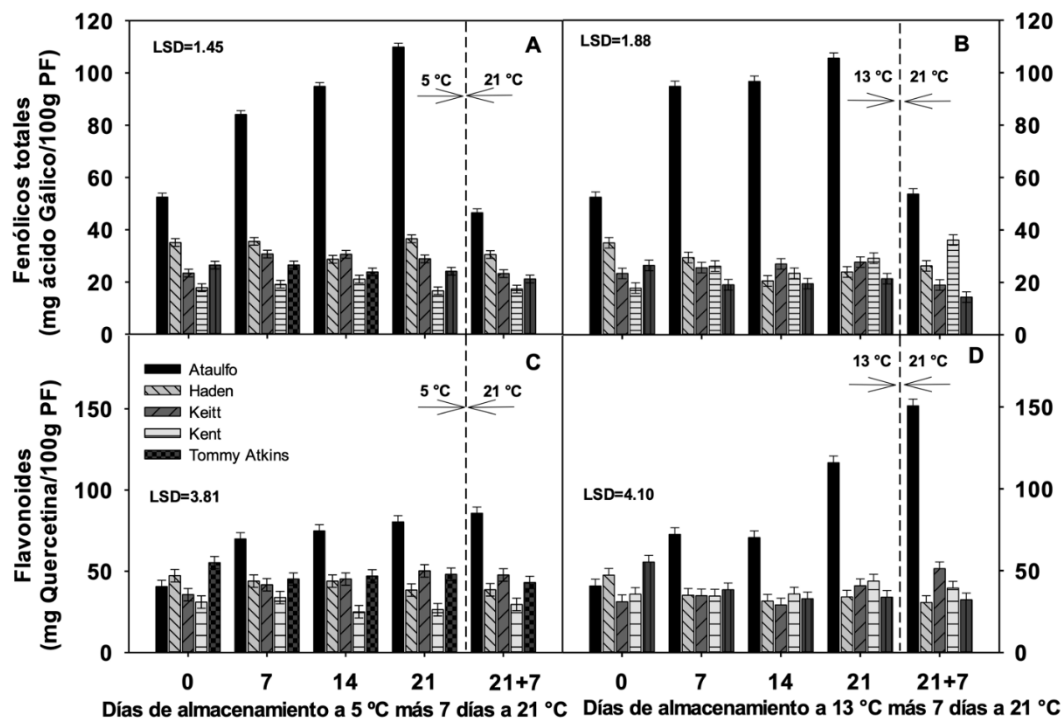 120
100
80
60
40
20
0
Fenólicos totales
(mg ácido Gálico/100g PF)
LSD=1.45
A
5 °C
21 °C
LSD=1.88
B
13 °C
21 °C
120
100
80
60
40
20
0
150
100
50
0
Flavonoides
(mg Quercetina/100g PF)
C
Ataulfo
Haden
Keitt
Kent
Tommy Atkins
LSD=3.81
5 °C
21 °C
D
13 °C
21 °C
LSD=4.10
150
100
50
0
0 7 14 21 21+7
0 7 14 21 21+7
Días de almacenamiento a 5 ºC más 7 días a 21 °C
Días de almacenamiento a 13 °C más 7 días a 21 °C